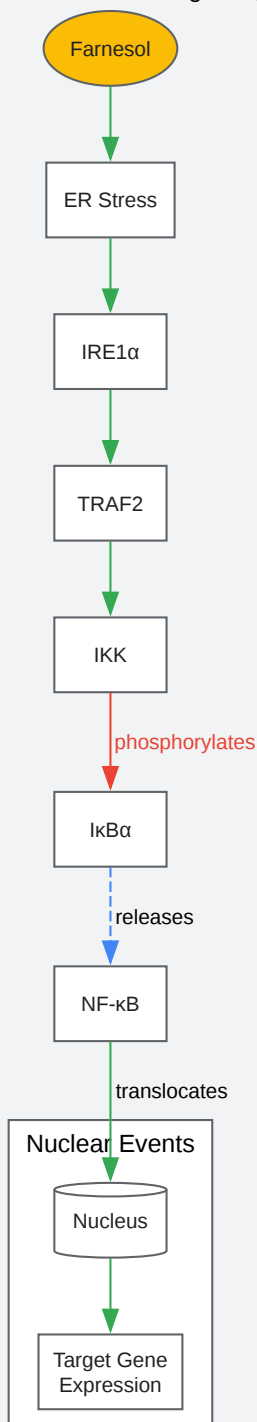 Farnesol
ER Stress
IRE1α
TRAF2
IKK
phosphorylates
IκBα
releases
NF-κB
translocates
Nuclear Events
Nucleus
Target Gene
Expression